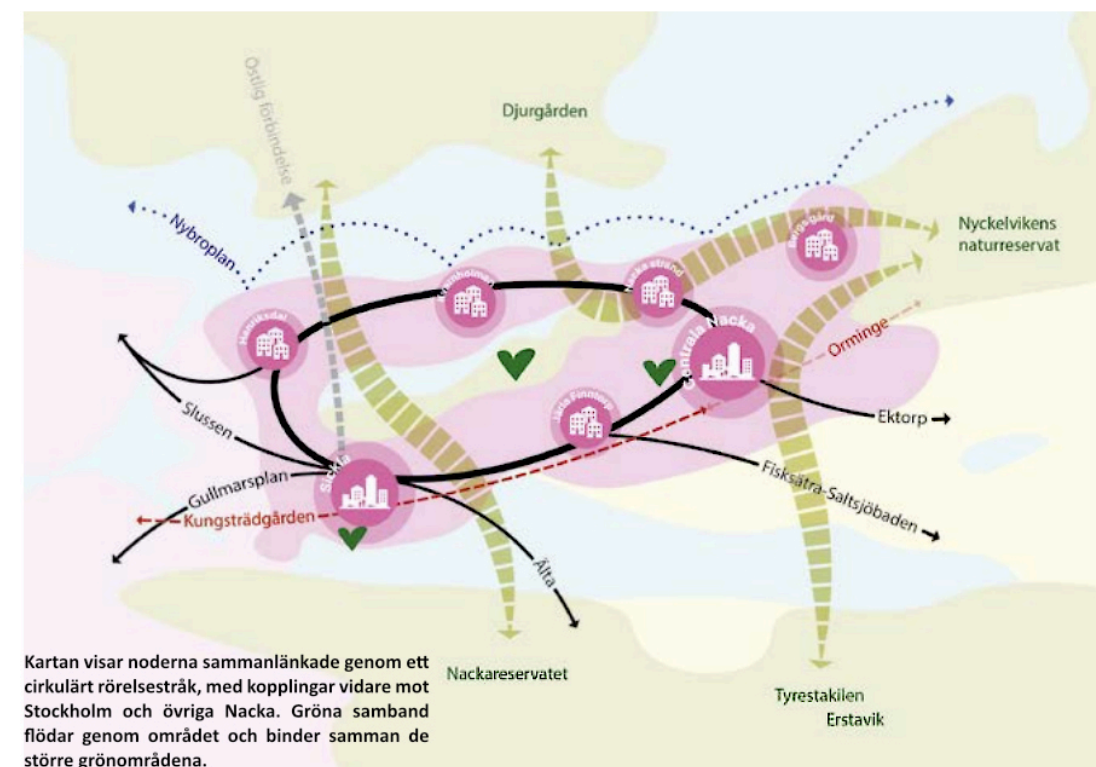 Östlig förbindelse
Djurgården
Nybroplan
Bergs gård
Nyckelvikens
naturreservat
Kvarnholmen
Nacka strand
Henriksdal
Centrala Nacka
Orminge
Järla Finntorp
Ektorp
Slussen
Sickla
Gullmarsplan
Fisksätra-Saltsjöbaden
Kungsträdgården
Älta
Kartan visar noderna sammanlänkade genom ett
cirkulärt rörelsestråk, med kopplingar vidare mot
Stockholm och övriga Nacka. Gröna samband
flödar genom området och binder samman de
större grönområdena.
Nackareservatet
Tyrestakilen
Erstavik